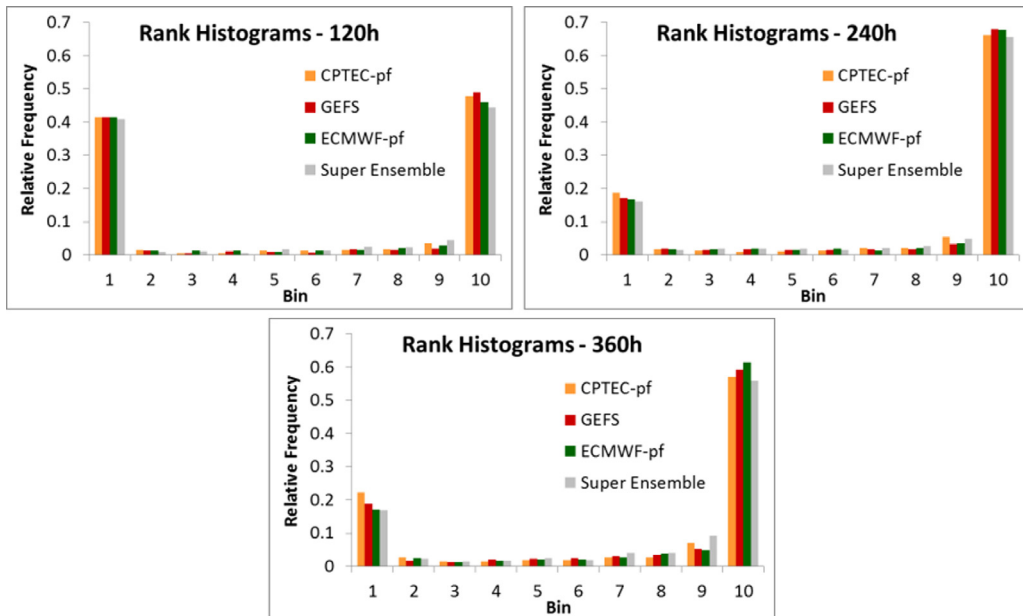 Rank Histograms - 120h
Relative Frequency
0.7
0.6
0.5
0.4
0.3
0.2
0.1
0
CPTEC-pf
GEFS
ECMWF-pf
Super Ensemble
1 2 3 4 5 6 7 8 9 10
Bin
Rank Histograms - 240h
Relative Frequency
0.7
0.6
0.5
0.4
0.3
0.2
0.1
0
CPTEC-pf
GEFS
ECMWF-pf
Super Ensemble
1 2 3 4 5 6 7 8 9 10
Bin
Rank Histograms - 360h
Relative Frequency
0.7
0.6
0.5
0.4
0.3
0.2
0.1
0
CPTEC-pf
GEFS
ECMWF-pf
Super Ensemble
1 2 3 4 5 6 7 8 9 10
Bin